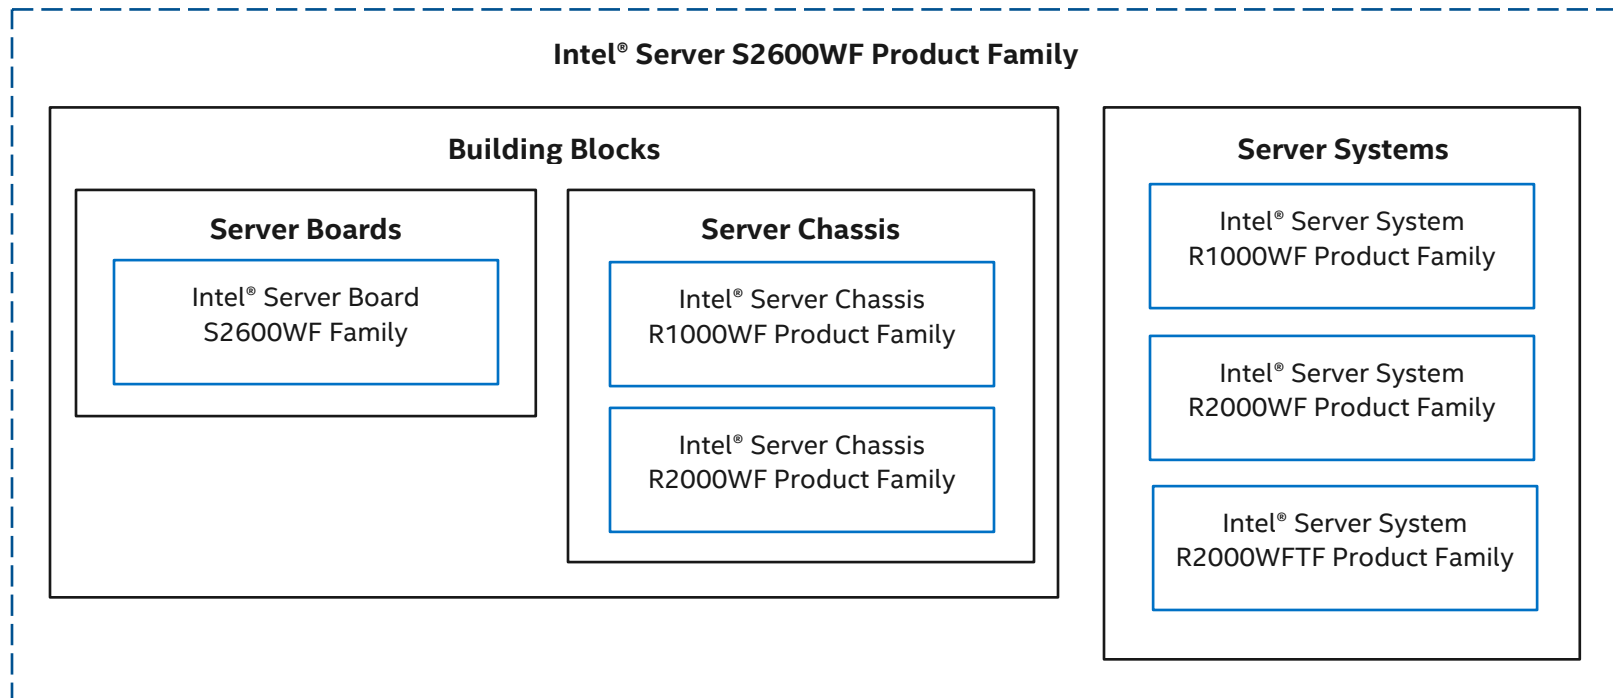 Intel® Server S2600WF Product Family
Building Blocks
Server Boards
Intel® Server Board
S2600WF Family
Server Chassis
Intel® Server Chassis
R1000WF Product Family
Intel® Server Chassis
R2000WF Product Family
Server Systems
Intel® Server System
R1000WF Product Family
Intel® Server System
R2000WF Product Family
Intel® Server System
R2000WFTF Product Family